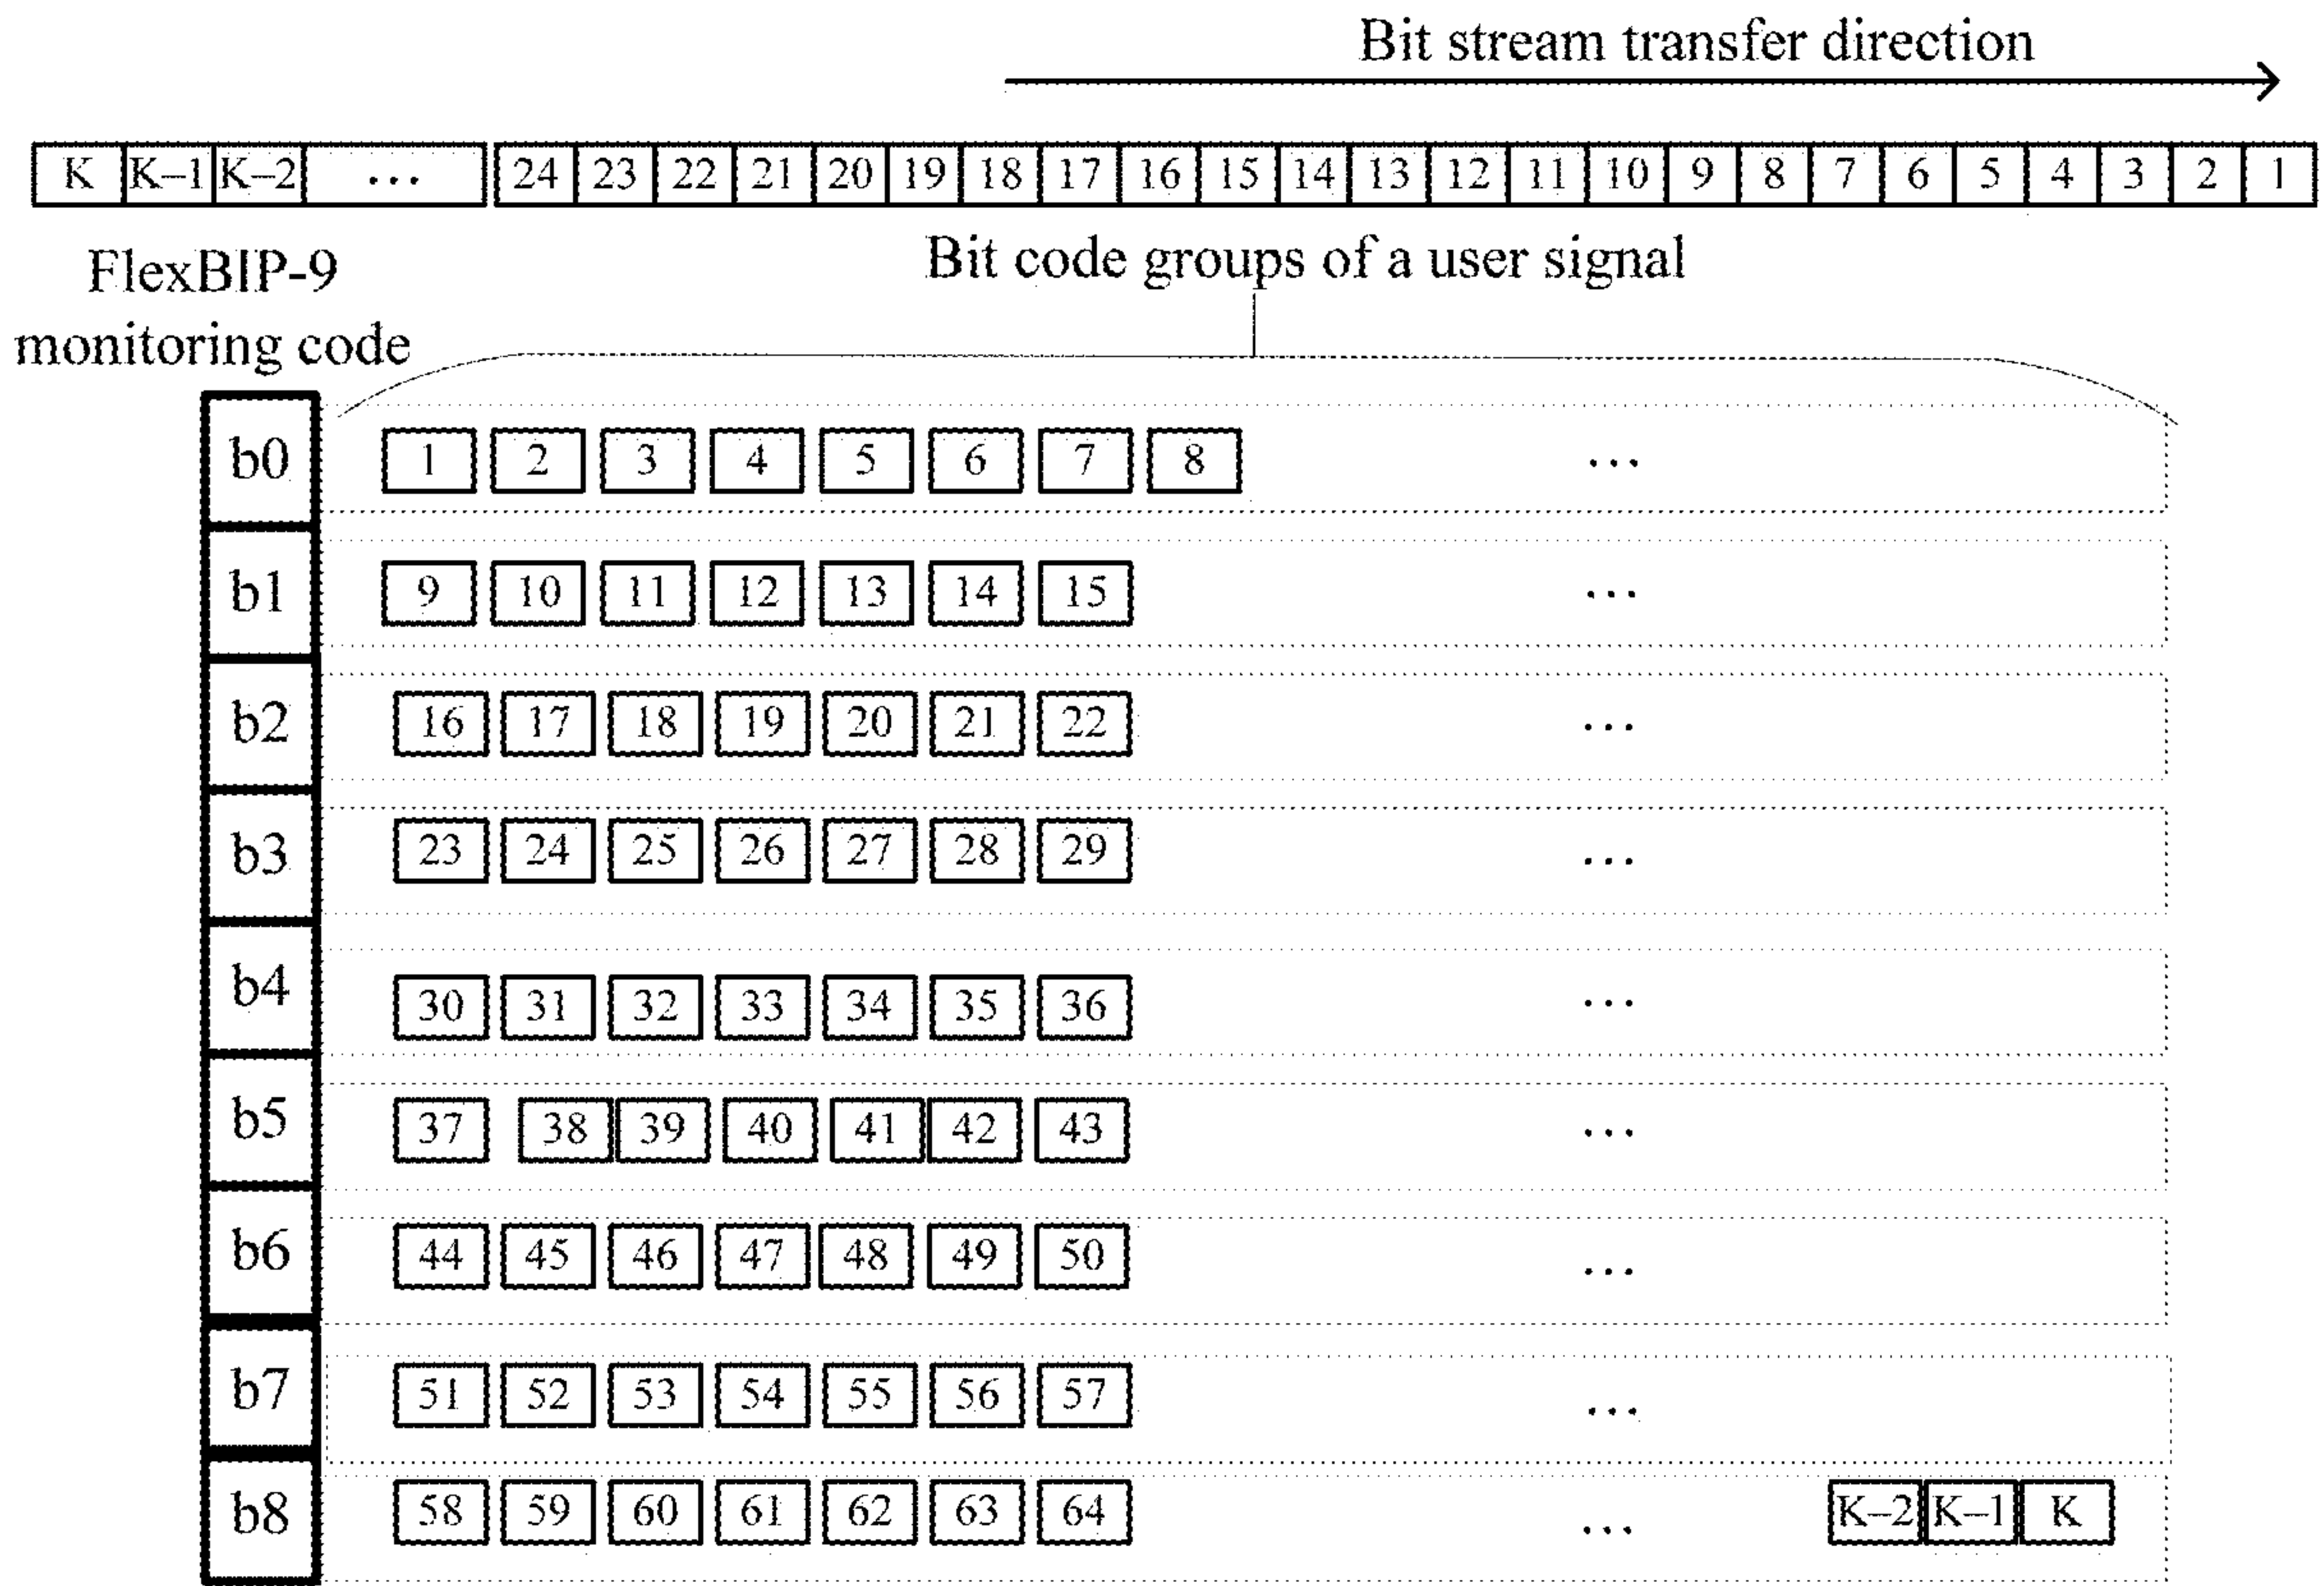 Bit stream transfer direction
K K–1 K–2 ... 24 23 22 21 20 19 18 17 16 15 14 13 12 11 10 9 8 7 6 5 4 3 2 1
FlexBIP-9
monitoring code
Bit code groups of a user signal
b0 1 2 3 4 5 6 7 8 ...
b1 9 10 11 12 13 14 15 ...
b2 16 17 18 19 20 21 22 ...
b3 23 24 25 26 27 28 29 ...
b4 30 31 32 33 34 35 36 ...
b5 37 38 39 40 41 42 43 ...
b6 44 45 46 47 48 49 50 ...
b7 51 52 53 54 55 56 57 ...
b8 58 59 60 61 62 63 64 ... K–2 K–1 K